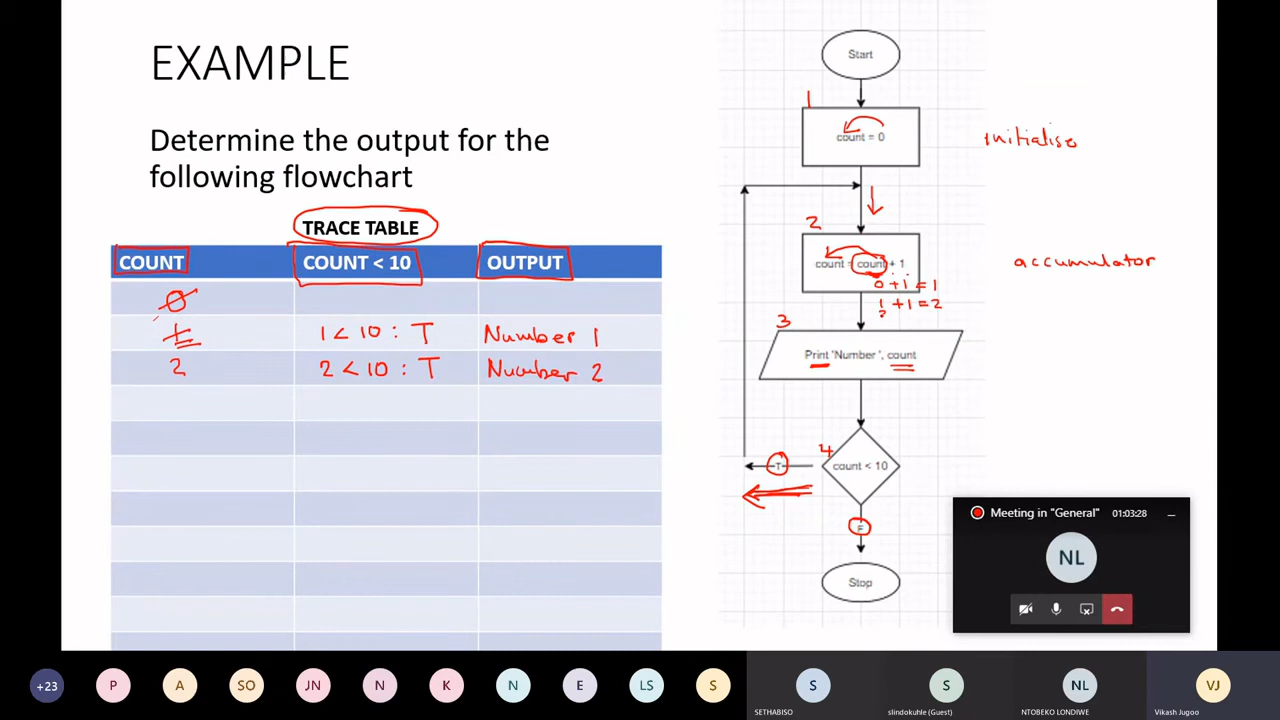 EXAMPLE
Determine the output for the
following flowchart
TRACE TABLE
COUNT COUNT < 10 OUTPUT
0
1 1 < 10 : T Number 1
2 2 < 10 : T Number 2
Start
1
count = 0
initialise
2
count = count + 1
accumulator
0 + 1 = 1
1 + 1 = 2
3
Print 'Number ', count
4
T
count < 10
F
Stop
Meeting in "General" 01:03:28
NL
+23 P A SO JN N K N E LS S S S NL VJ
SETHABISO slindokuhle (Guest) NTOBEKO LONDIWE Vikash Jugoo